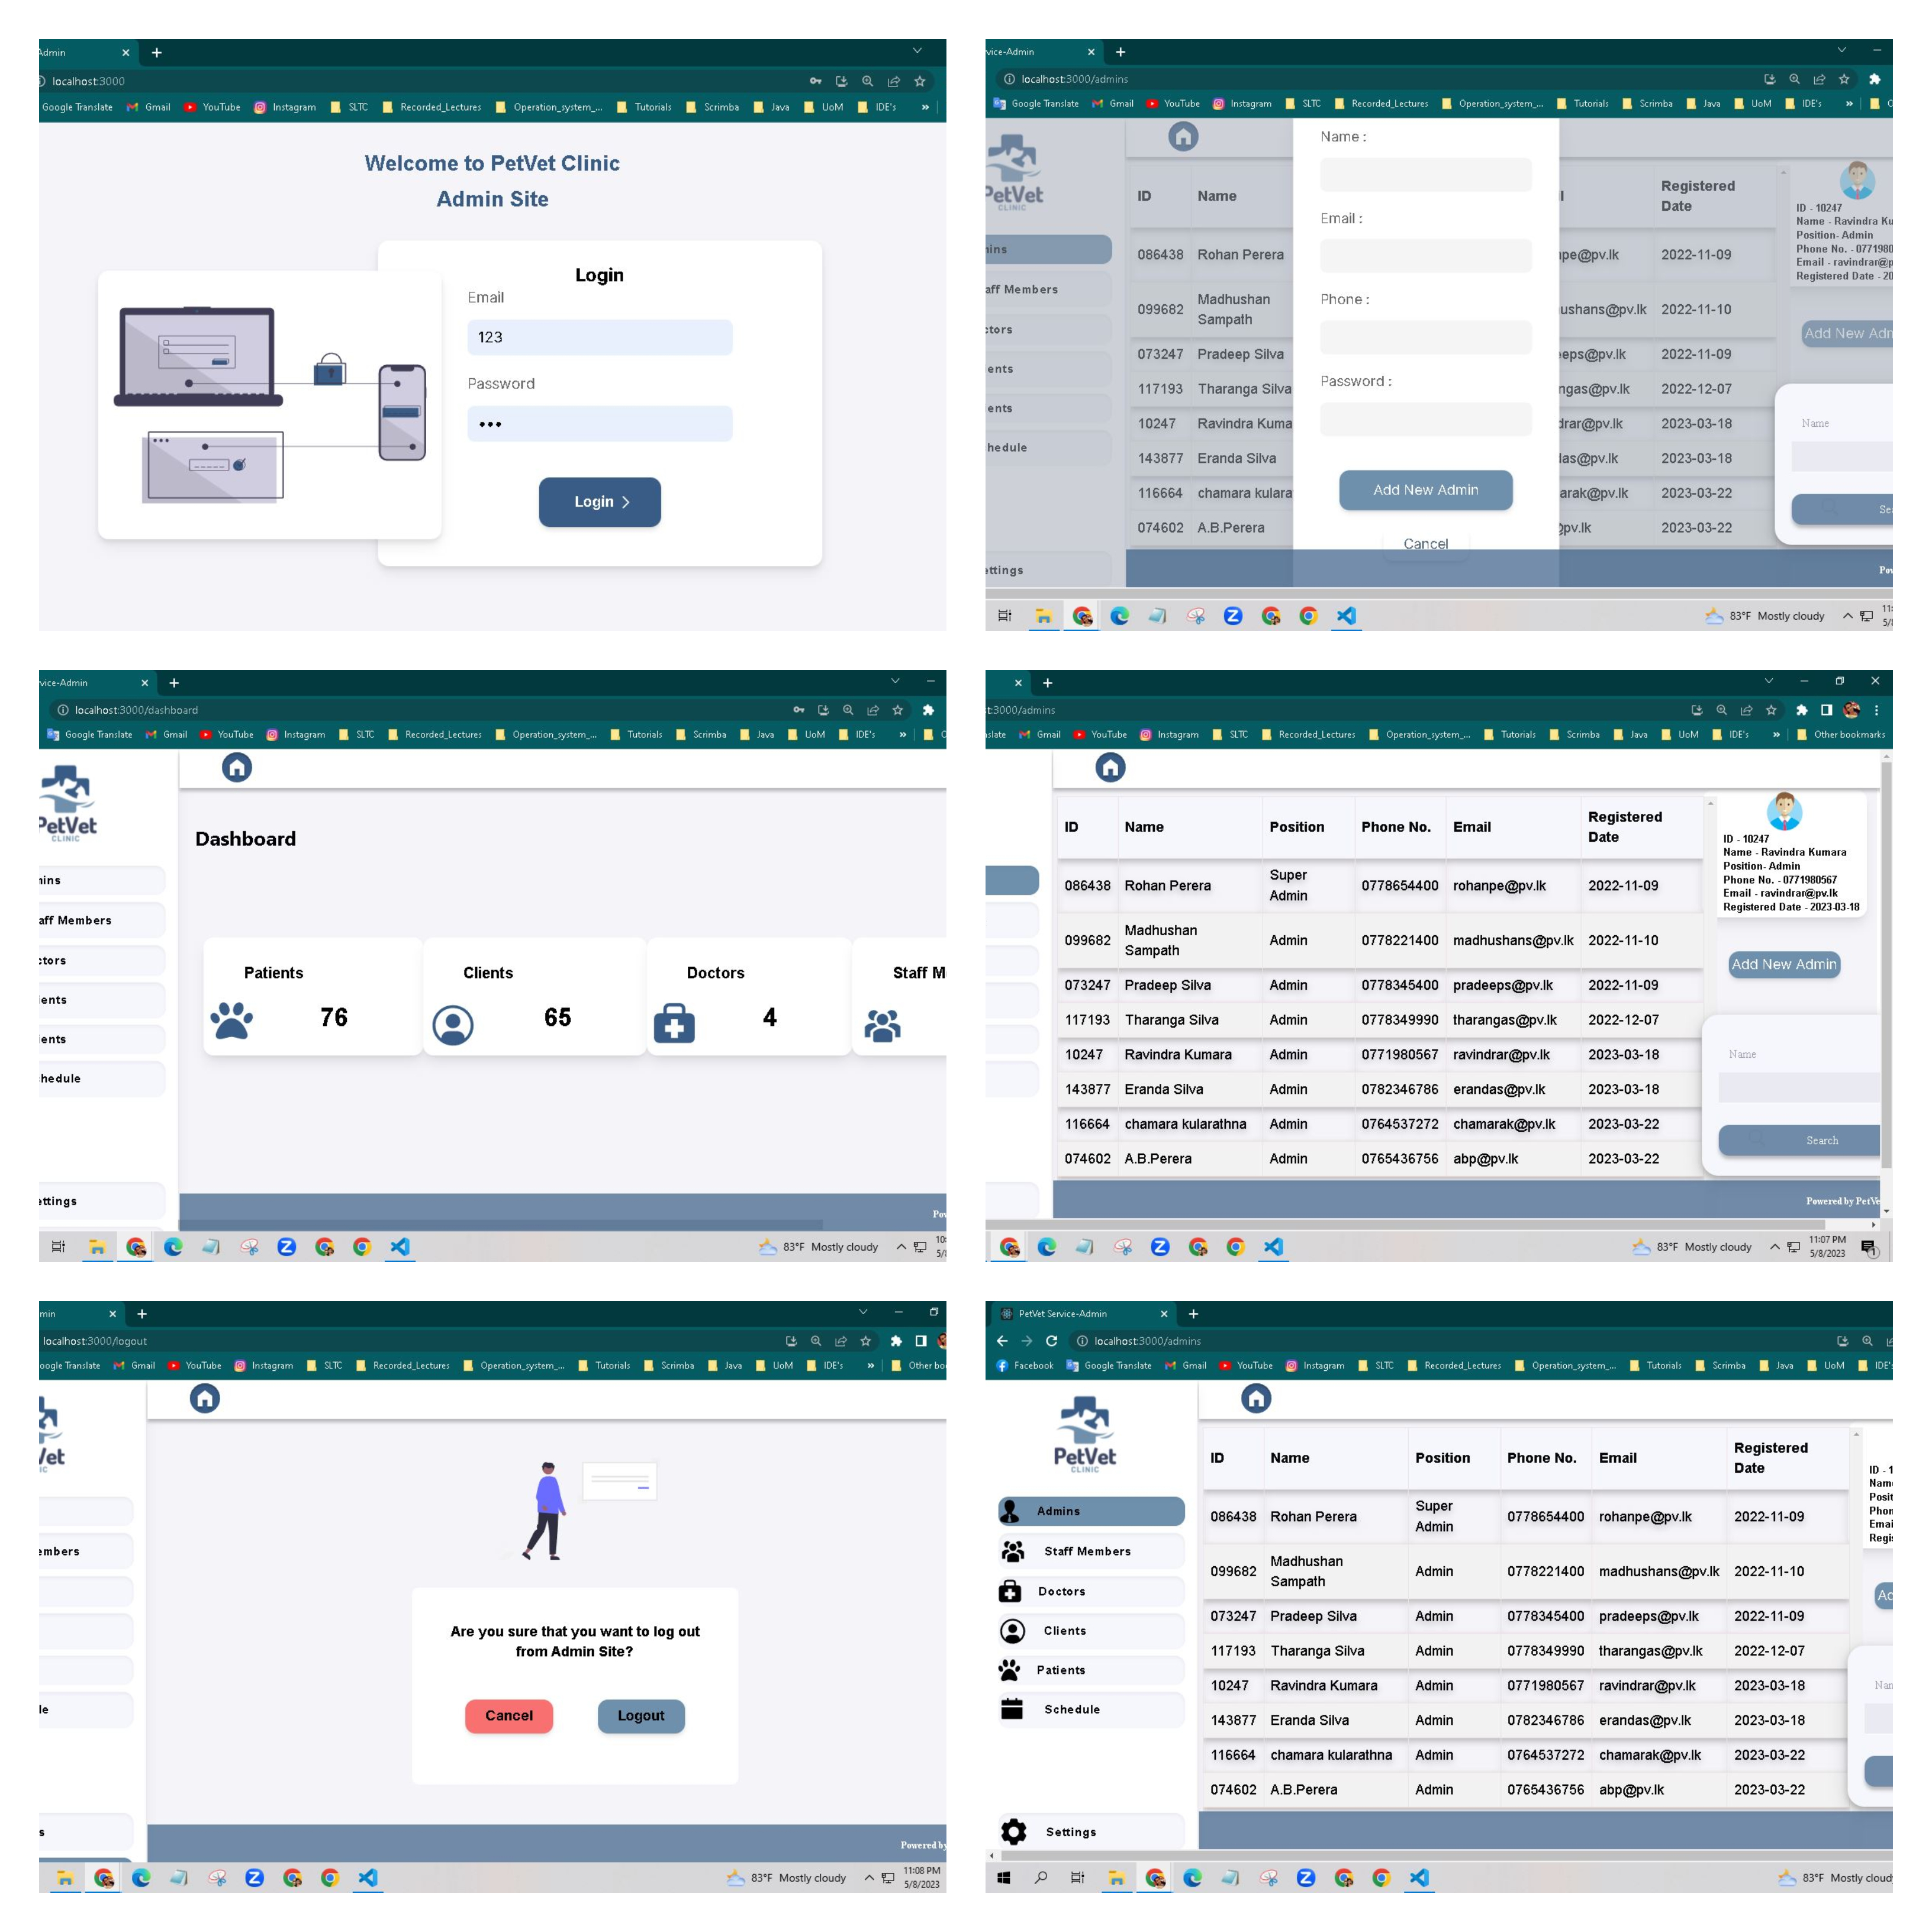 Admin
localhost:3000
Google Translate Gmail YouTube Instagram SLTC Recorded_Lectures Operation_system_... Tutorials Scrimba Java UoM IDE's »
Welcome to PetVet Clinic
Admin Site
Login
Email
123
Password
•••
Login >
vice-Admin
localhost:3000/admins
Google Translate Gmail YouTube Instagram SLTC Recorded_Lectures Operation_system_... Tutorials Scrimba Java UoM IDE's »
PetVet
CLINIC
ins
aff Members
ctors
ents
ents
hedule
ettings
ID Name Registered Date
086438 Rohan Perera pe@pv.lk 2022-11-09
099682 Madhushan Sampath ushans@pv.lk 2022-11-10
073247 Pradeep Silva eps@pv.lk 2022-11-09
117193 Tharanga Silva ngas@pv.lk 2022-12-07
10247 Ravindra Kuma drar@pv.lk 2023-03-18
143877 Eranda Silva das@pv.lk 2023-03-18
116664 chamara kulara arak@pv.lk 2023-03-22
074602 A.B.Perera @pv.lk 2023-03-22
Name :
Email :
Phone :
Password :
Add New Admin
Cancel
ID - 10247
Name - Ravindra Ku
Position- Admin
Phone No. - 0771980
Email - ravindrar@p
Registered Date - 20
Add New Adm
Name
Sea
Pow
83°F Mostly cloudy
vice-Admin
localhost:3000/dashboard
Google Translate Gmail YouTube Instagram SLTC Recorded_Lectures Operation_system_... Tutorials Scrimba Java UoM IDE's »
PetVet
CLINIC
ins
aff Members
ctors
ents
ents
hedule
ettings
Dashboard
Patients
76
Clients
65
Doctors
4
Staff M
Pow
83°F Mostly cloudy
t:3000/admins
slate Gmail YouTube Instagram SLTC Recorded_Lectures Operation_system_... Tutorials Scrimba Java UoM IDE's » Other bookmarks
ID Name Position Phone No. Email Registered Date
086438 Rohan Perera Super Admin 0778654400 rohanpe@pv.lk 2022-11-09
099682 Madhushan Sampath Admin 0778221400 madhushans@pv.lk 2022-11-10
073247 Pradeep Silva Admin 0778345400 pradeeps@pv.lk 2022-11-09
117193 Tharanga Silva Admin 0778349990 tharangas@pv.lk 2022-12-07
10247 Ravindra Kumara Admin 0771980567 ravindrar@pv.lk 2023-03-18
143877 Eranda Silva Admin 0782346786 erandas@pv.lk 2023-03-18
116664 chamara kularathna Admin 0764537272 chamarak@pv.lk 2023-03-22
074602 A.B.Perera Admin 0765436756 abp@pv.lk 2023-03-22
ID - 10247
Name - Ravindra Kumara
Position- Admin
Phone No. - 0771980567
Email - ravindrar@pv.lk
Registered Date - 2023-03-18
Add New Admin
Name
Search
Powered by PetVe
83°F Mostly cloudy
11:07 PM
5/8/2023
min
localhost:3000/logout
oogle Translate Gmail YouTube Instagram SLTC Recorded_Lectures Operation_system_... Tutorials Scrimba Java UoM IDE's » Other bo
Vet
IC
embers
le
s
Are you sure that you want to log out
from Admin Site?
Cancel
Logout
Powered by
83°F Mostly cloudy
11:08 PM
5/8/2023
PetVet Service-Admin
localhost:3000/admins
Facebook Google Translate Gmail YouTube Instagram SLTC Recorded_Lectures Operation_system_... Tutorials Scrimba Java UoM IDE's
PetVet
CLINIC
Admins
Staff Members
Doctors
Clients
Patients
Schedule
Settings
ID Name Position Phone No. Email Registered Date
086438 Rohan Perera Super Admin 0778654400 rohanpe@pv.lk 2022-11-09
099682 Madhushan Sampath Admin 0778221400 madhushans@pv.lk 2022-11-10
073247 Pradeep Silva Admin 0778345400 pradeeps@pv.lk 2022-11-09
117193 Tharanga Silva Admin 0778349990 tharangas@pv.lk 2022-12-07
10247 Ravindra Kumara Admin 0771980567 ravindrar@pv.lk 2023-03-18
143877 Eranda Silva Admin 0782346786 erandas@pv.lk 2023-03-18
116664 chamara kularathna Admin 0764537272 chamarak@pv.lk 2023-03-22
074602 A.B.Perera Admin 0765436756 abp@pv.lk 2023-03-22
ID - 1
Nam
Posit
Phon
Emai
Regis
Nam
83°F Mostly cloud